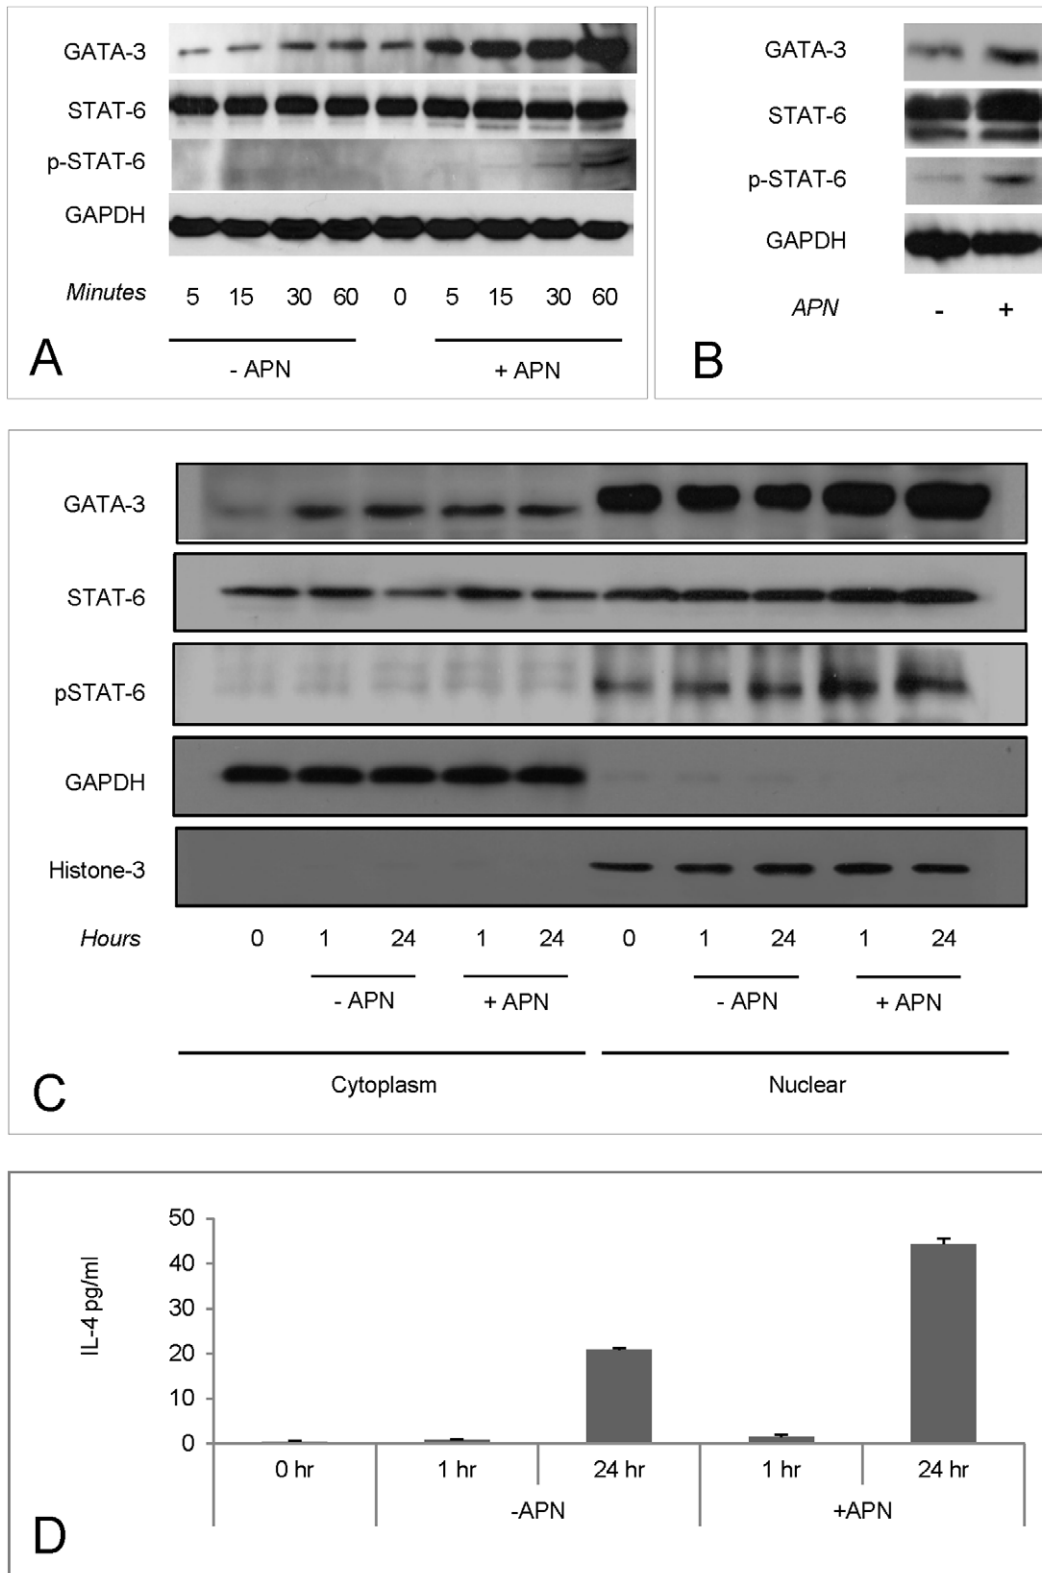 GATA-3
STAT-6
p-STAT-6
GAPDH
Minutes 5 15 30 60 0 5 15 30 60
- APN + APN
A
GATA-3
STAT-6
p-STAT-6
GAPDH
APN - +
B
GATA-3
STAT-6
pSTAT-6
GAPDH
Histone-3
Hours 0 1 24 1 24 0 1 24 1 24
- APN + APN - APN + APN
Cytoplasm Nuclear
C
IL-4 pg/ml
50
40
30
20
10
0
0 hr 1 hr 24 hr 1 hr 24 hr
-APN +APN
D